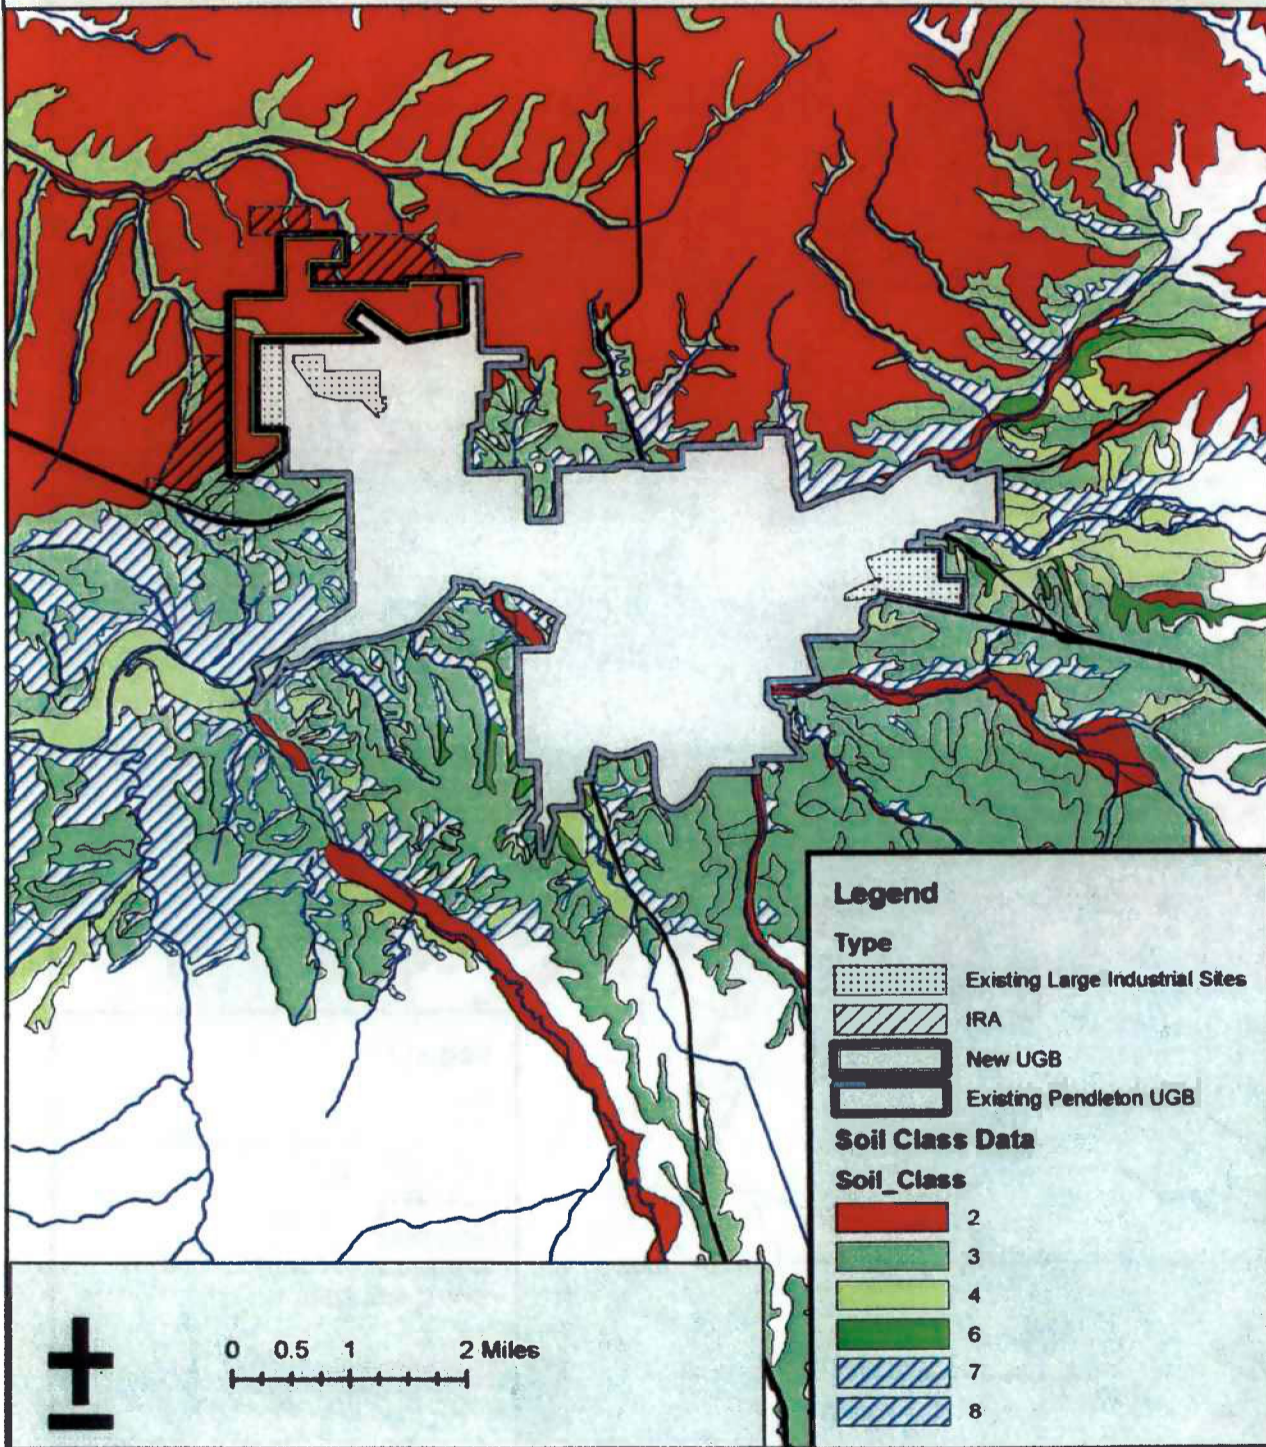 Legend
Type
Existing Large Industrial Sites
IRA
New UGB
Existing Pendleton UGB
Soil Class Data
Soil_Class
2
3
4
6
7
8
0 0.5 1 2 Miles